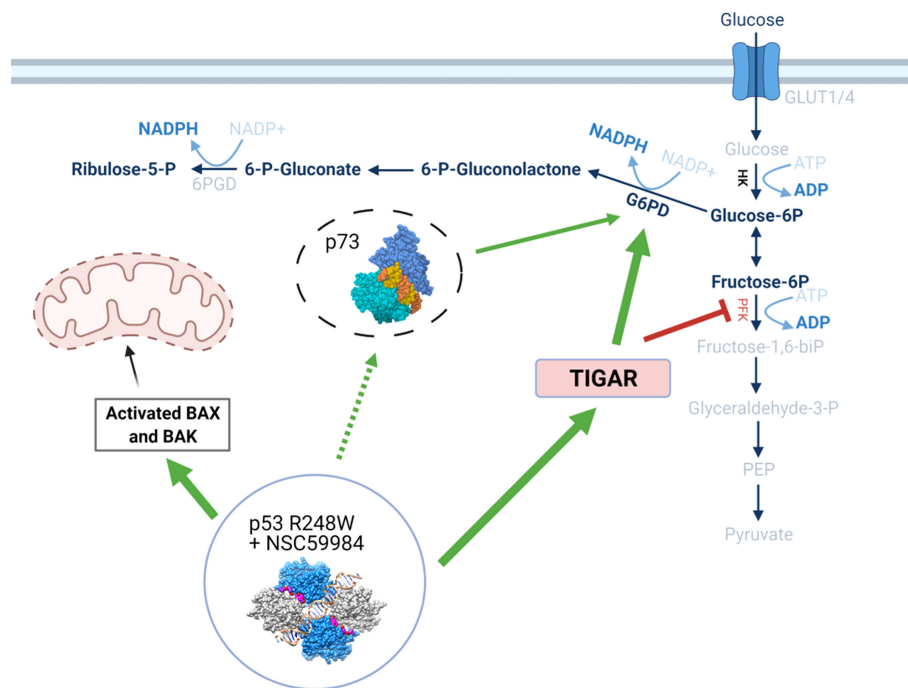 Glucose
GLUT1/4
Glucose
HK
ATP
ADP
NADPH
NADP+
Ribulose-5-P
6PGD
6-P-Gluconate
6-P-Gluconolactone
NADPH
NADP+
G6PD
Glucose-6P
p73
Fructose-6P
PFK
ATP
ADP
Fructose-1,6-biP
TIGAR
Glyceraldehyde-3-P
Activated BAX
and BAK
PEP
p53 R248W
+ NSC59984
Pyruvate